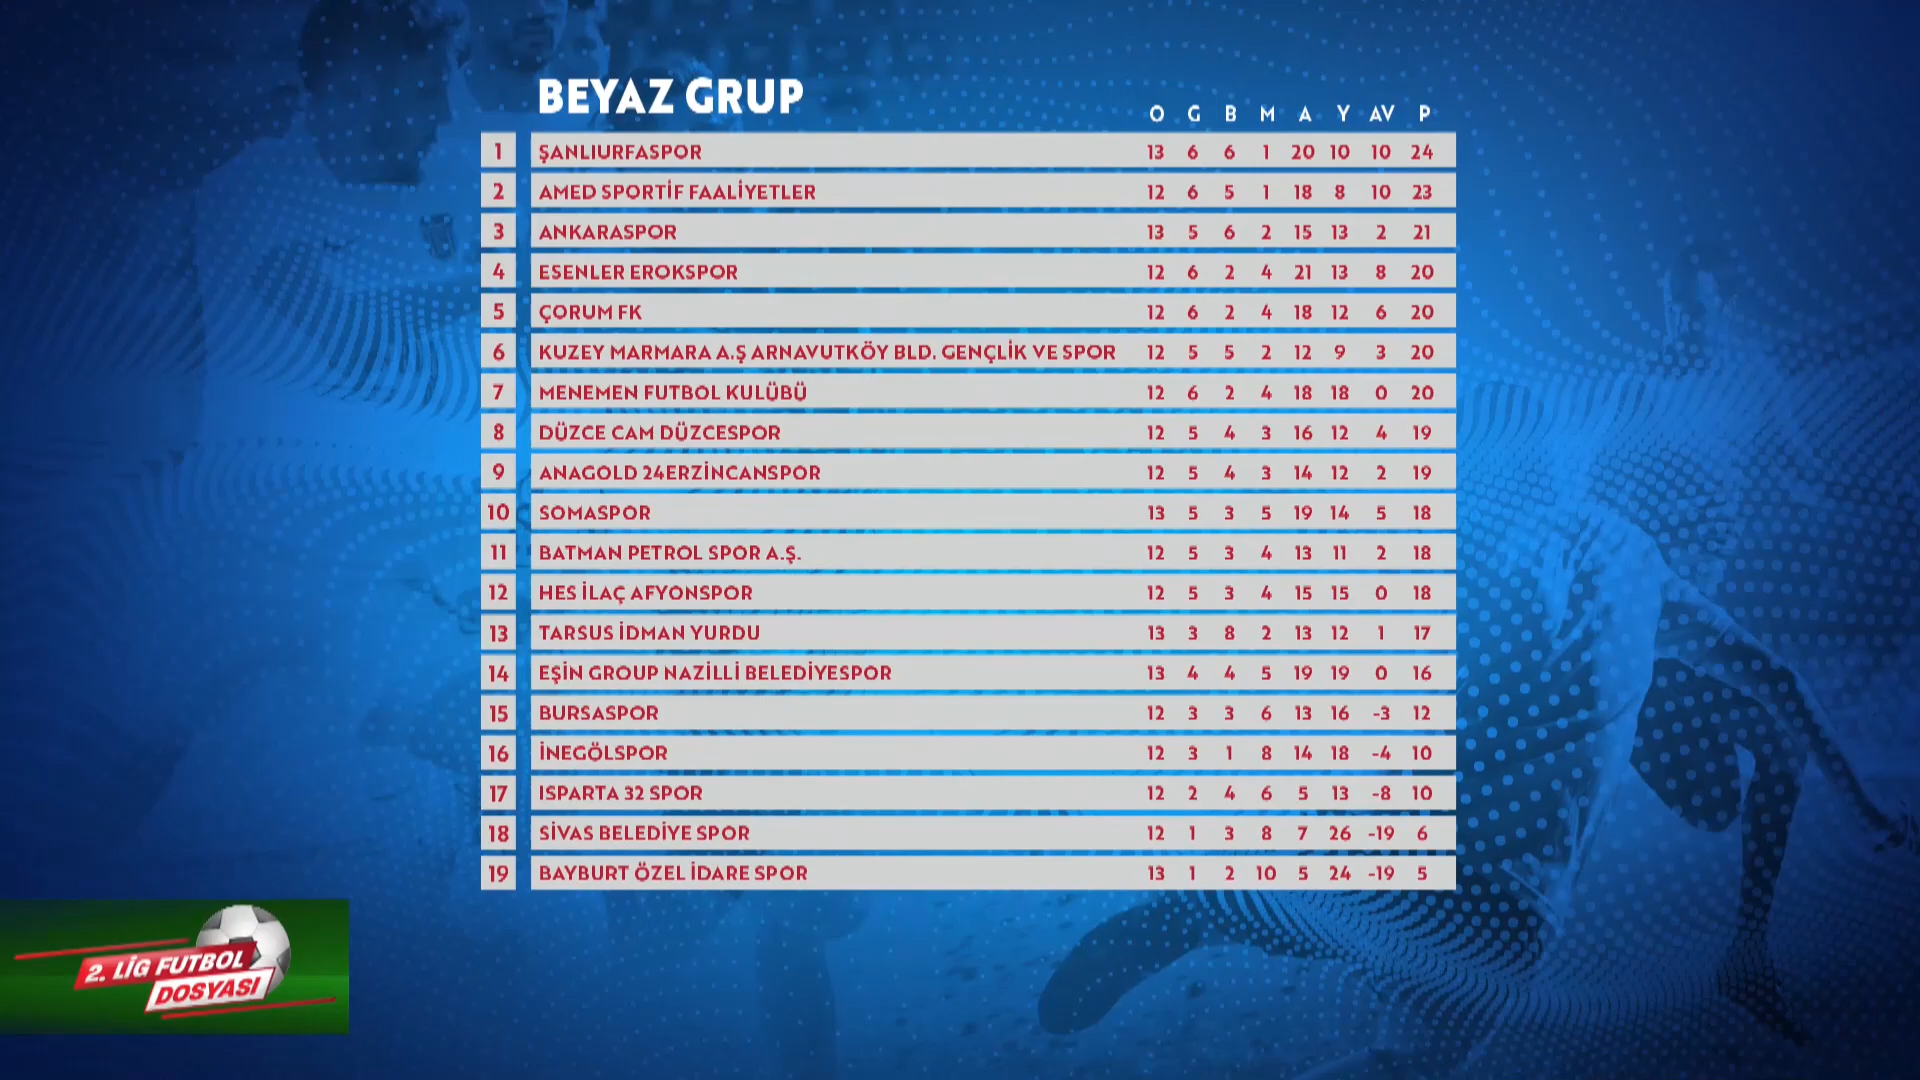 BEYAZ GRUP
O G B M A Y AV P
1 ŞANLIURFASPOR 13 6 6 1 20 10 10 24
2 AMED SPORTİF FAALİYETLER 12 6 5 1 18 8 10 23
3 ANKARASPOR 13 5 6 2 15 13 2 21
4 ESENLER EROKSPOR 12 6 2 4 21 13 8 20
5 ÇORUM FK 12 6 2 4 18 12 6 20
6 KUZEY MARMARA A.Ş ARNAVUTKÖY BLD. GENÇLİK VE SPOR 12 5 5 2 12 9 3 20
7 MENEMEN FUTBOL KULÜBÜ 12 6 2 4 18 18 0 20
8 DÜZCE CAM DÜZCESPOR 12 5 4 3 16 12 4 19
9 ANAGOLD 24ERZİNCANSPOR 12 5 4 3 14 12 2 19
10 SOMASPOR 13 5 3 5 19 14 5 18
11 BATMAN PETROL SPOR A.Ş. 12 5 3 4 13 11 2 18
12 HES İLAÇ AFYONSPOR 12 5 3 4 15 15 0 18
13 TARSUS İDMAN YURDU 13 3 8 2 13 12 1 17
14 EŞİN GROUP NAZİLLİ BELEDİYESPOR 13 4 4 5 19 19 0 16
15 BURSASPOR 12 3 3 6 13 16 -3 12
16 İNEGÖLSPOR 12 3 1 8 14 18 -4 10
17 ISPARTA 32 SPOR 12 2 4 6 5 13 -8 10
18 SİVAS BELEDİYE SPOR 12 1 3 8 7 26 -19 6
19 BAYBURT ÖZEL İDARE SPOR 13 1 2 10 5 24 -19 5
2. LİG FUTBOL
DOSYASI